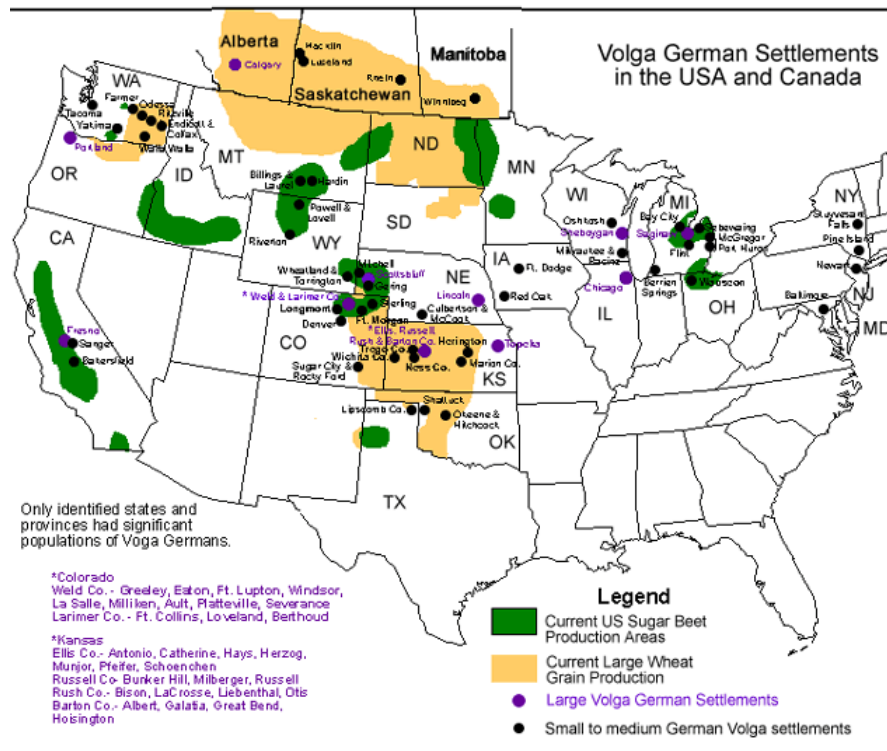 Volga German Settlements
in the USA and Canada
Alberta
Calgary
Macklin
Luseland
Saskatchewan
Rhein
Manitoba
Winnipeg
WA
Farmer
Odessa
Ritzville
Endicott &
Colfax
Tacoma
Yakima
Walla Walla
Portland
OR
ID
MT
ND
MN
Billings &
Laurel
Hardin
Powell &
Lovell
Riverton
WY
SD
WI
Oshkosh
Sheboygan
Milwaukee &
Racine
MI
Bay City
Saginaw
Sebewaing
McGregor
Port Huron
Flint
NY
Stuyvesant
Falls
Pine Island
Newark
NJ
Baltimore
MD
CA
Mitchell
Scottsbluff
Wheatland &
Torrington
Gering
NE
IA
Ft. Dodge
Red Oak
Lincoln
Chicago
Berrien
Springs
Wauseon
OH
IL
* Weld & Larimer Co.
Sterling
Longmont
Ft. Morgan
Denver
Culbertson &
McCook
*Ellis, Russell
Rush & Barton Co.
Topeka
Herington
Trego Co.
CO
Wichita Co.
Ness Co.
Marion Co.
Sugar City &
Rocky Ford
KS
Fresno
Sanger
Bakersfield
Shattuck
Lipscomb Co.
Okeene &
Hitchcock
OK
TX
Only identified states and
provinces had significant
populations of Voga Germans.
*Colorado
Weld Co.- Greeley, Eaton, Ft. Lupton, Windsor,
La Salle, Milliken, Ault, Platteville, Severance
Larimer Co.- Ft. Collins, Loveland, Berthoud
*Kansas
Ellis Co.- Antonio, Catherine, Hays, Herzog,
Munjor, Pfeifer, Schoenchen
Russell Co- Bunker Hill, Milberger, Russell
Rush Co.- Bison, LaCrosse, Liebenthal, Otis
Barton Co.- Albert, Galatia, Great Bend,
Hoisington
Legend
Current US Sugar Beet
Production Areas
Current Large Wheat
Grain Production
Large Volga German Settlements
Small to medium German Volga settlements